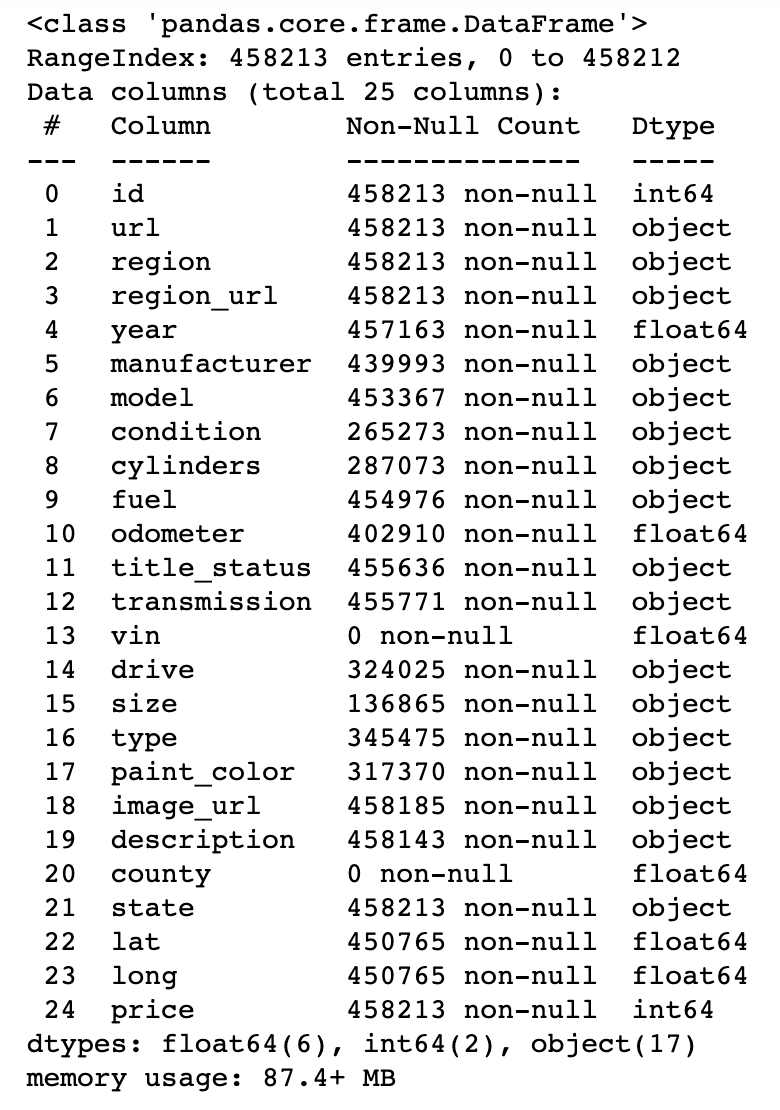 <class 'pandas.core.frame.DataFrame'>
RangeIndex: 458213 entries, 0 to 458212
Data columns (total 25 columns):
 #   Column        Non-Null Count   Dtype
---  ------        --------------   -----
 0   id            458213 non-null  int64
 1   url           458213 non-null  object
 2   region        458213 non-null  object
 3   region_url    458213 non-null  object
 4   year          457163 non-null  float64
 5   manufacturer  439993 non-null  object
 6   model         453367 non-null  object
 7   condition     265273 non-null  object
 8   cylinders     287073 non-null  object
 9   fuel          454976 non-null  object
 10  odometer      402910 non-null  float64
 11  title_status  455636 non-null  object
 12  transmission  455771 non-null  object
 13  vin           0 non-null       float64
 14  drive         324025 non-null  object
 15  size          136865 non-null  object
 16  type          345475 non-null  object
 17  paint_color   317370 non-null  object
 18  image_url     458185 non-null  object
 19  description   458143 non-null  object
 20  county        0 non-null       float64
 21  state         458213 non-null  object
 22  lat           450765 non-null  float64
 23  long          450765 non-null  float64
 24  price         458213 non-null  int64
dtypes: float64(6), int64(2), object(17)
memory usage: 87.4+ MB